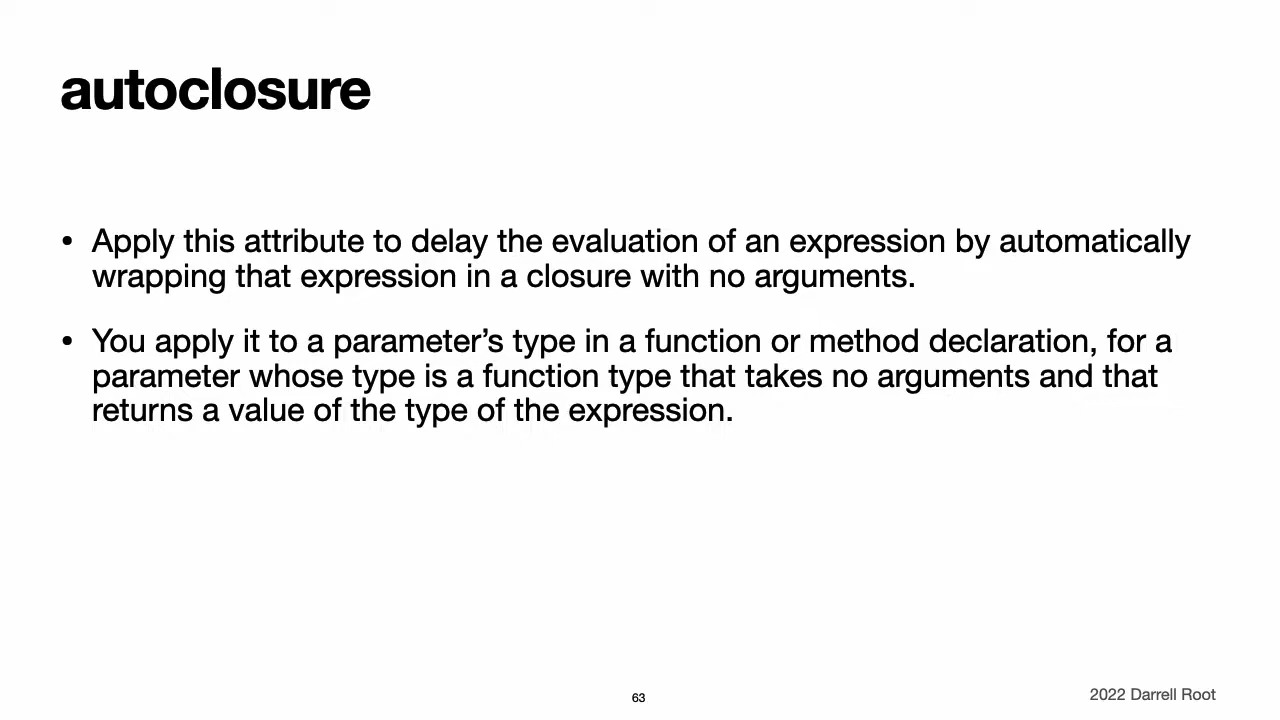 autoclosure
• Apply this attribute to delay the evaluation of an expression by automatically
wrapping that expression in a closure with no arguments.
• You apply it to a parameter’s type in a function or method declaration, for a
parameter whose type is a function type that takes no arguments and that
returns a value of the type of the expression.
63
2022 Darrell Root